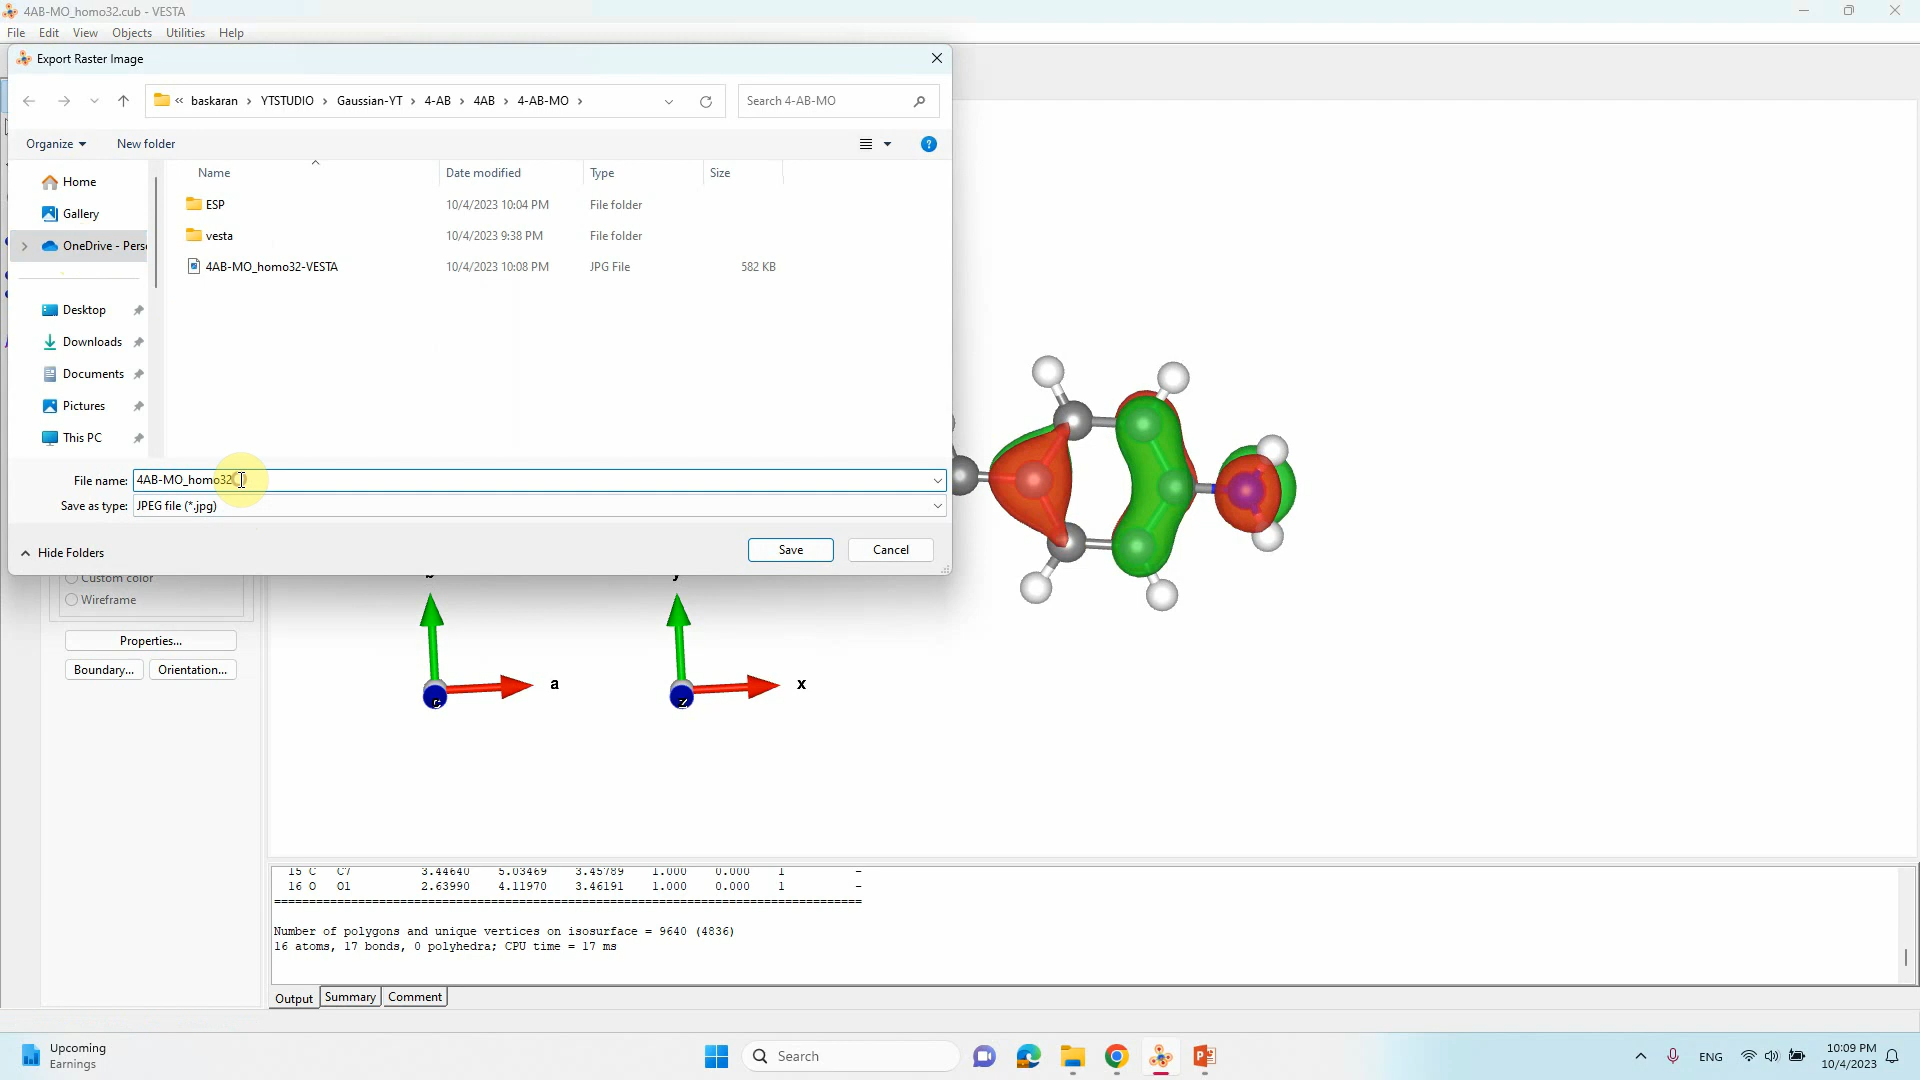 4AB-MO_homo32.cub - VESTA
File Edit View Objects Utilities Help
Export Raster Image
« baskaran › YTSTUDIO › Gaussian-YT › 4-AB › 4AB › 4-AB-MO ›
Search 4-AB-MO
Organize
New folder
Name Date modified Type Size
ESP 10/4/2023 10:04 PM File folder
vesta 10/4/2023 9:38 PM File folder
4AB-MO_homo32-VESTA 10/4/2023 10:08 PM JPG File 582 KB
Home
Gallery
OneDrive - Pers
Desktop
Downloads
Documents
Pictures
This PC
File name: 4AB-MO_homo32
Save as type: JPEG file (*.jpg)
Hide Folders
Save
Cancel
Custom color
Wireframe
Properties...
Boundary... Orientation...
a
c
x
z
15 C C7 3.44640 5.03469 3.45789 1.000 0.000 1 -
16 O O1 2.63990 4.11970 3.46191 1.000 0.000 1 -
================================================================================
Number of polygons and unique vertices on isosurface = 9640 (4836)
16 atoms, 17 bonds, 0 polyhedra; CPU time = 17 ms
Output Summary Comment
Upcoming
Earnings
Search
ENG
10:09 PM
10/4/2023